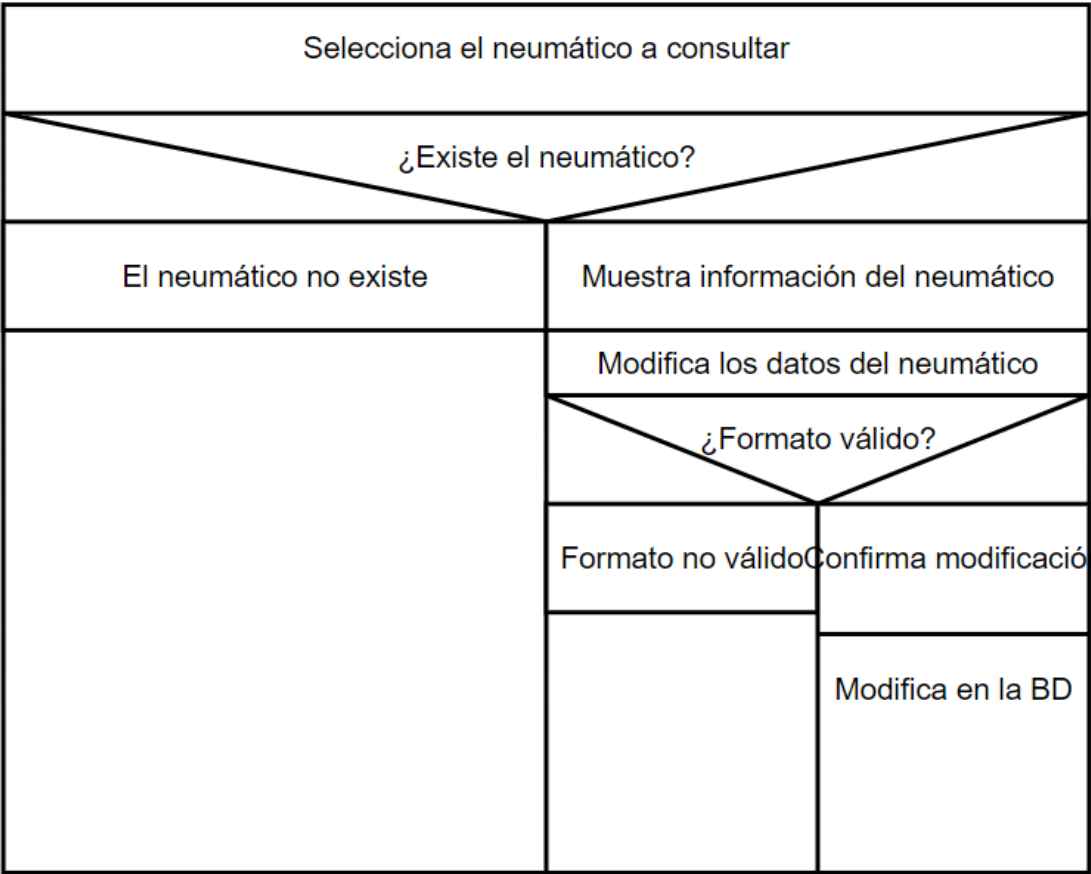 Selecciona el neumático a consultar
¿Existe el neumático?
El neumático no existe
Muestra información del neumático
Modifica los datos del neumático
¿Formato válido?
Formato no válido
Confirma modificació
Modifica en la BD